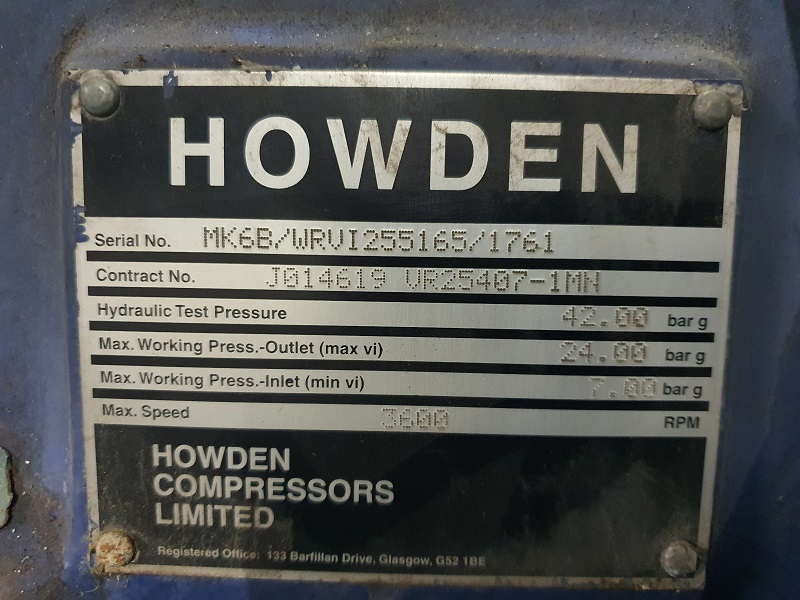 HOWDEN
Serial No. MK6B/WRVI255165/1761
Contract No. J014619 VR25407-1MN
Hydraulic Test Pressure 42.00 bar g
Max. Working Press.-Outlet (max vi) 24.00 bar g
Max. Working Press.-Inlet (min vi) 7.00 bar g
Max. Speed 3600 RPM
HOWDEN
COMPRESSORS
LIMITED
Registered Office: 133 Barfillan Drive, Glasgow, G52 1BE